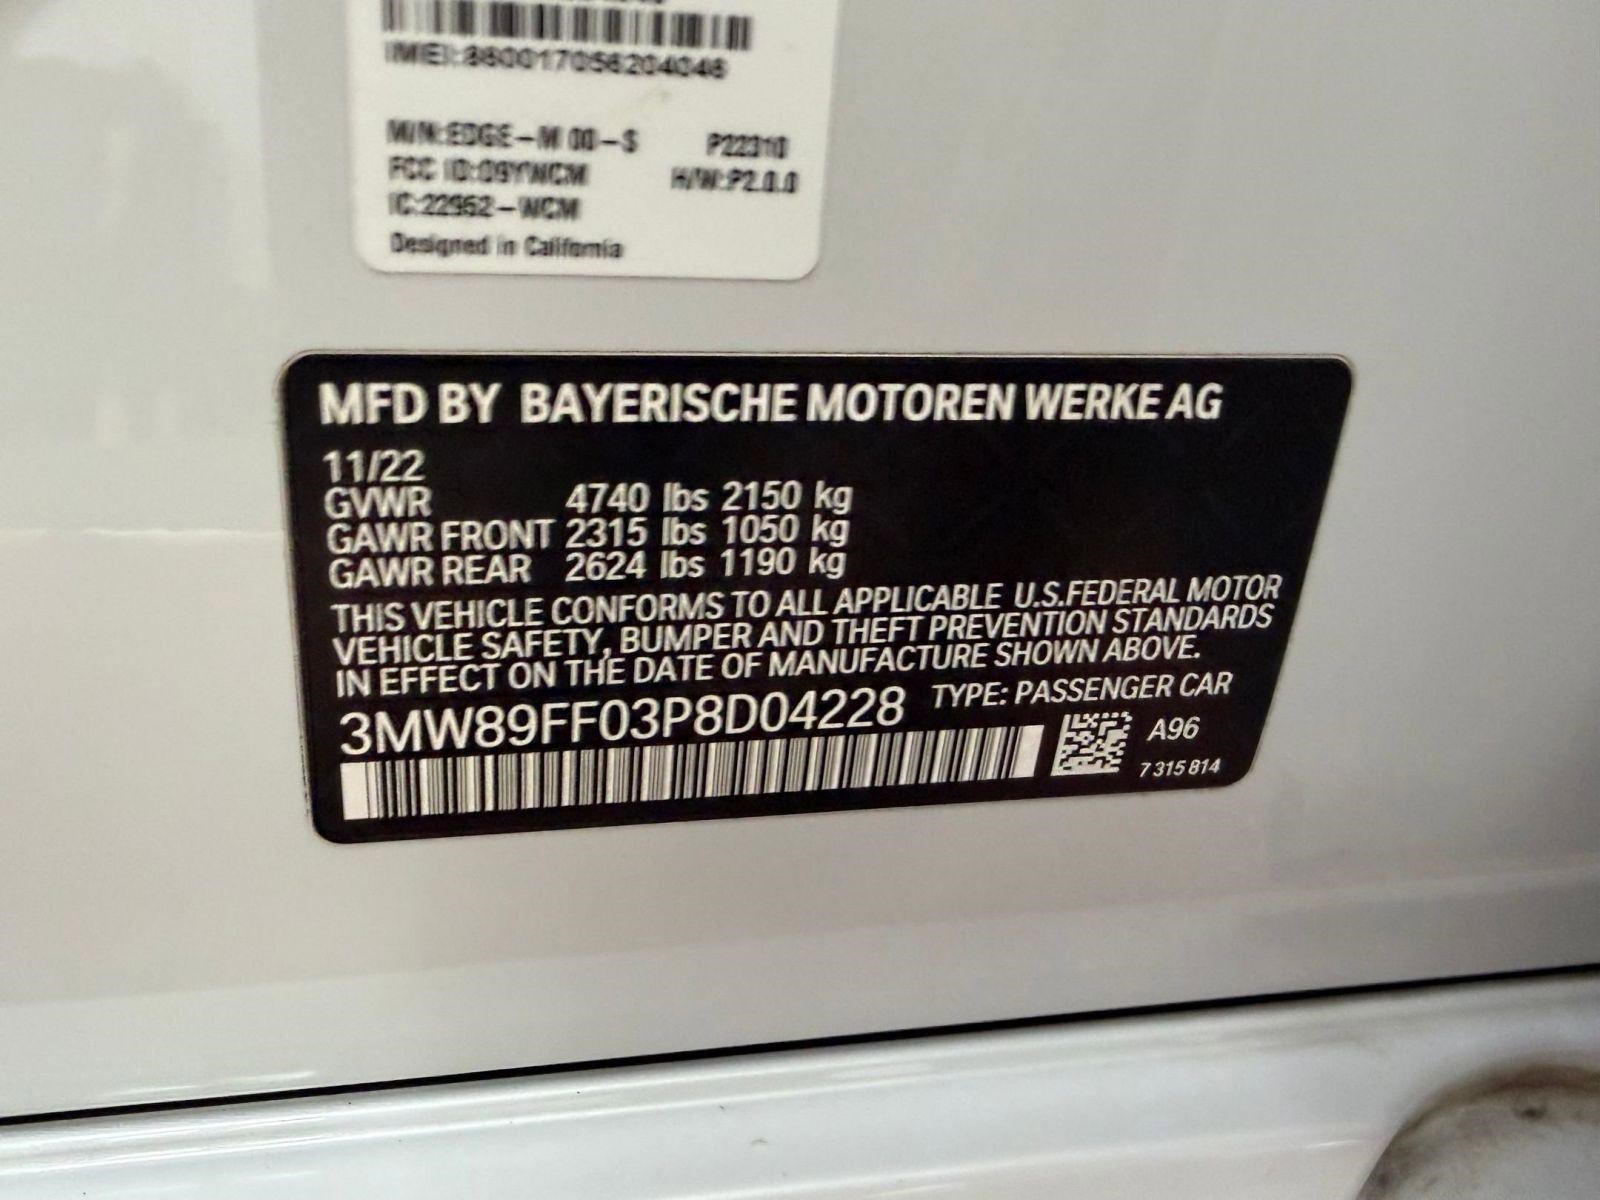 IMEI:860017056204046
M/N:EDGE-M 00-S P22310
FCC ID:O9YWCM H/W:P2.0.0
IC:22952-WCM
Designed in California
MFD BY BAYERISCHE MOTOREN WERKE AG
11/22
GVWR 4740 lbs 2150 kg
GAWR FRONT 2315 lbs 1050 kg
GAWR REAR 2624 lbs 1190 kg
THIS VEHICLE CONFORMS TO ALL APPLICABLE U.S.FEDERAL MOTOR
VEHICLE SAFETY, BUMPER AND THEFT PREVENTION STANDARDS
IN EFFECT ON THE DATE OF MANUFACTURE SHOWN ABOVE.
3MW89FF03P8D04228 TYPE: PASSENGER CAR
A96
7 315 814